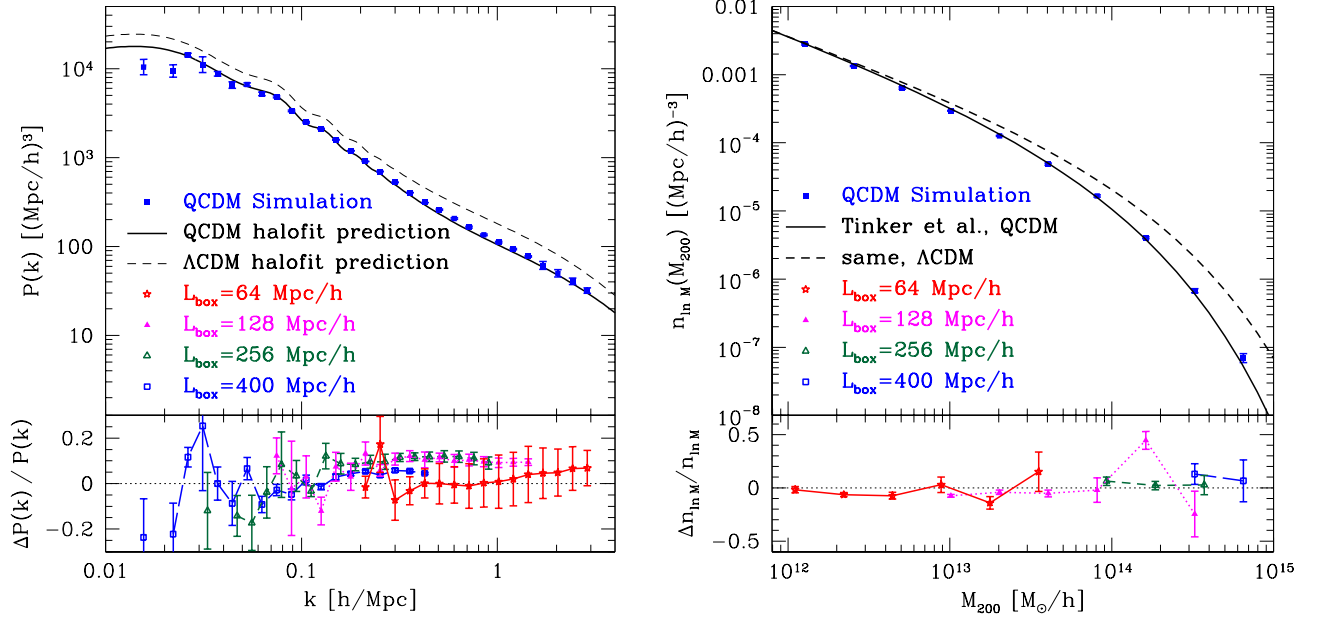 10⁴
10³
100
10
P(k) [(Mpc/h)³]
QCDM Simulation
QCDM halofit prediction
ΛCDM halofit prediction
L_box=64 Mpc/h
L_box=128 Mpc/h
L_box=256 Mpc/h
L_box=400 Mpc/h
0.2
0
−0.2
ΔP(k) / P(k)
0.01
0.1
1
k [h/Mpc]
0.01
0.001
10⁻⁴
10⁻⁵
10⁻⁶
10⁻⁷
10⁻⁸
n_ln M(M₂₀₀) [(Mpc/h)⁻³]
QCDM Simulation
Tinker et al., QCDM
same, ΛCDM
L_box=64 Mpc/h
L_box=128 Mpc/h
L_box=256 Mpc/h
L_box=400 Mpc/h
0.5
0
−0.5
Δn_ln M/n_ln M
10¹²
10¹³
10¹⁴
10¹⁵
M₂₀₀ [M_⊙/h]